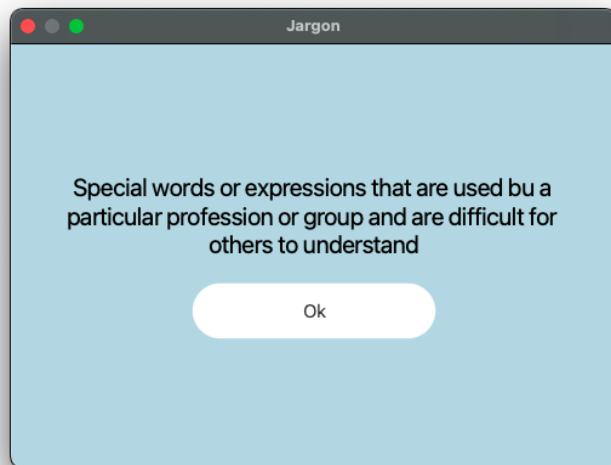 Jargon
Special words or expressions that are used bu a
particular profession or group and are difficult for
others to understand
Ok